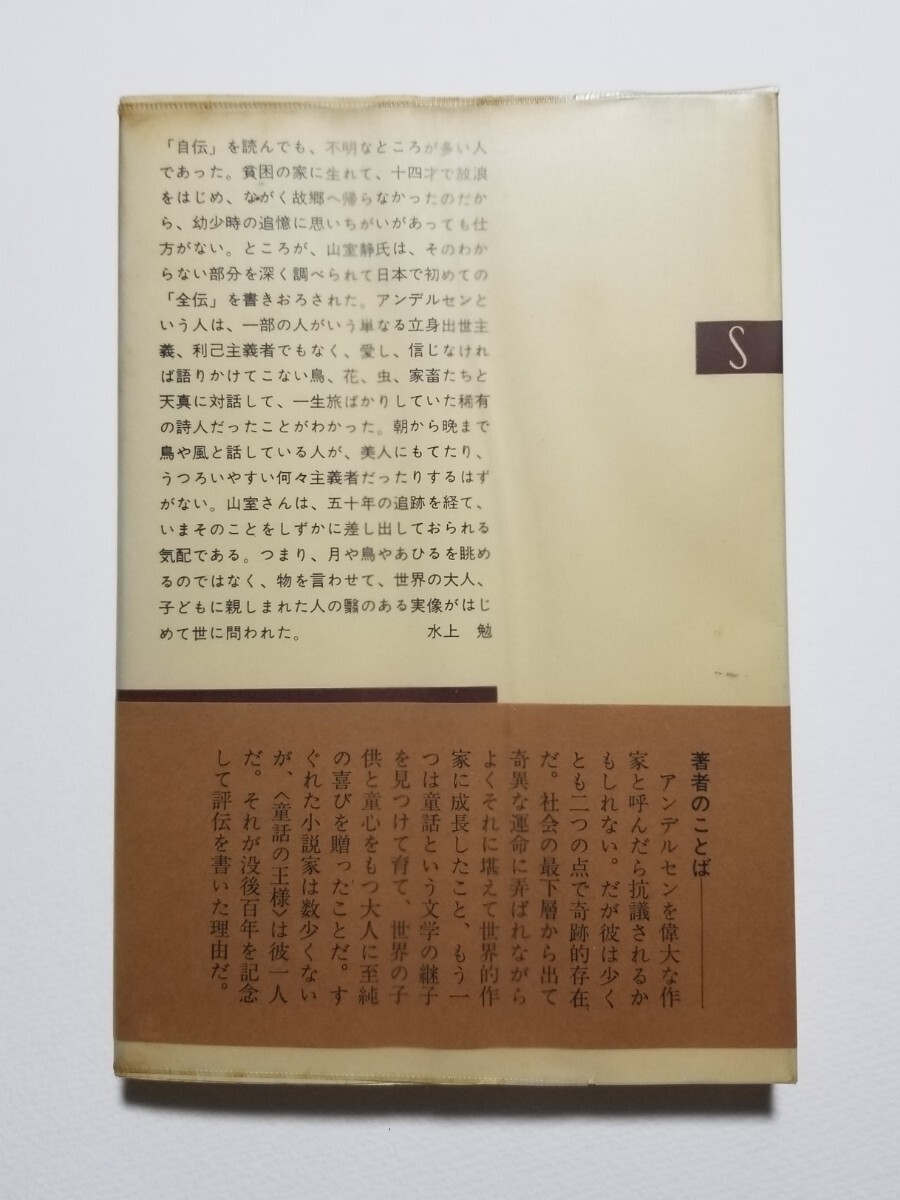 「自伝」を読んでも、不明なところが多い人
であった。貧困の家に生れて、十四才で放浪
をはじめ、ながく故郷へ帰らなかったのだか
ら、幼少時の追憶に思いちがいがあっても仕
方がない。ところが、山室静氏は、そのわか
らない部分を深く調べられて日本で初めての
「全伝」を書きおろされた。アンデルセンと
いう人は、一部の人がいう単なる立身出世主
義、利己主義者でもなく、愛し、信じなけれ
ば語りかけてこない鳥、花、虫、家畜たちと
天真に対話して、一生旅ばかりしていた稀有
の詩人だったことがわかった。朝から晩まで
鳥や風と話している人が、美人にもてたり、
うつろいやすい何々主義者だったりするはず
がない。山室さんは、五十年の追跡を経て、
いまそのことをしずかに差し出しておられる
気配である。つまり、月や鳥やあひるを眺め
るのではなく、物を言わせて、世界の大人、
子どもに親しまれた人の翳のある実像がはじ
めて世に問われた。 水上 勉
S
著者のことば——
アンデルセンを偉大な作
家と呼んだら抗議されるか
もしれない。だが彼は少く
とも二つの点で奇跡的存在
だ。社会の最下層から出て、
奇異な運命に弄ばれながら
よくそれに堪えて世界的作
家に成長したこと、もう一
つは童話という文学の継子
を見つけて育て、世界の子
供と童心をもつ大人に至純
の喜びを贈ったことだ。す
ぐれた小説家は数少くない
が、〈童話の王様〉は彼一人
だ。それが没後百年を記念
して評伝を書いた理由だ。